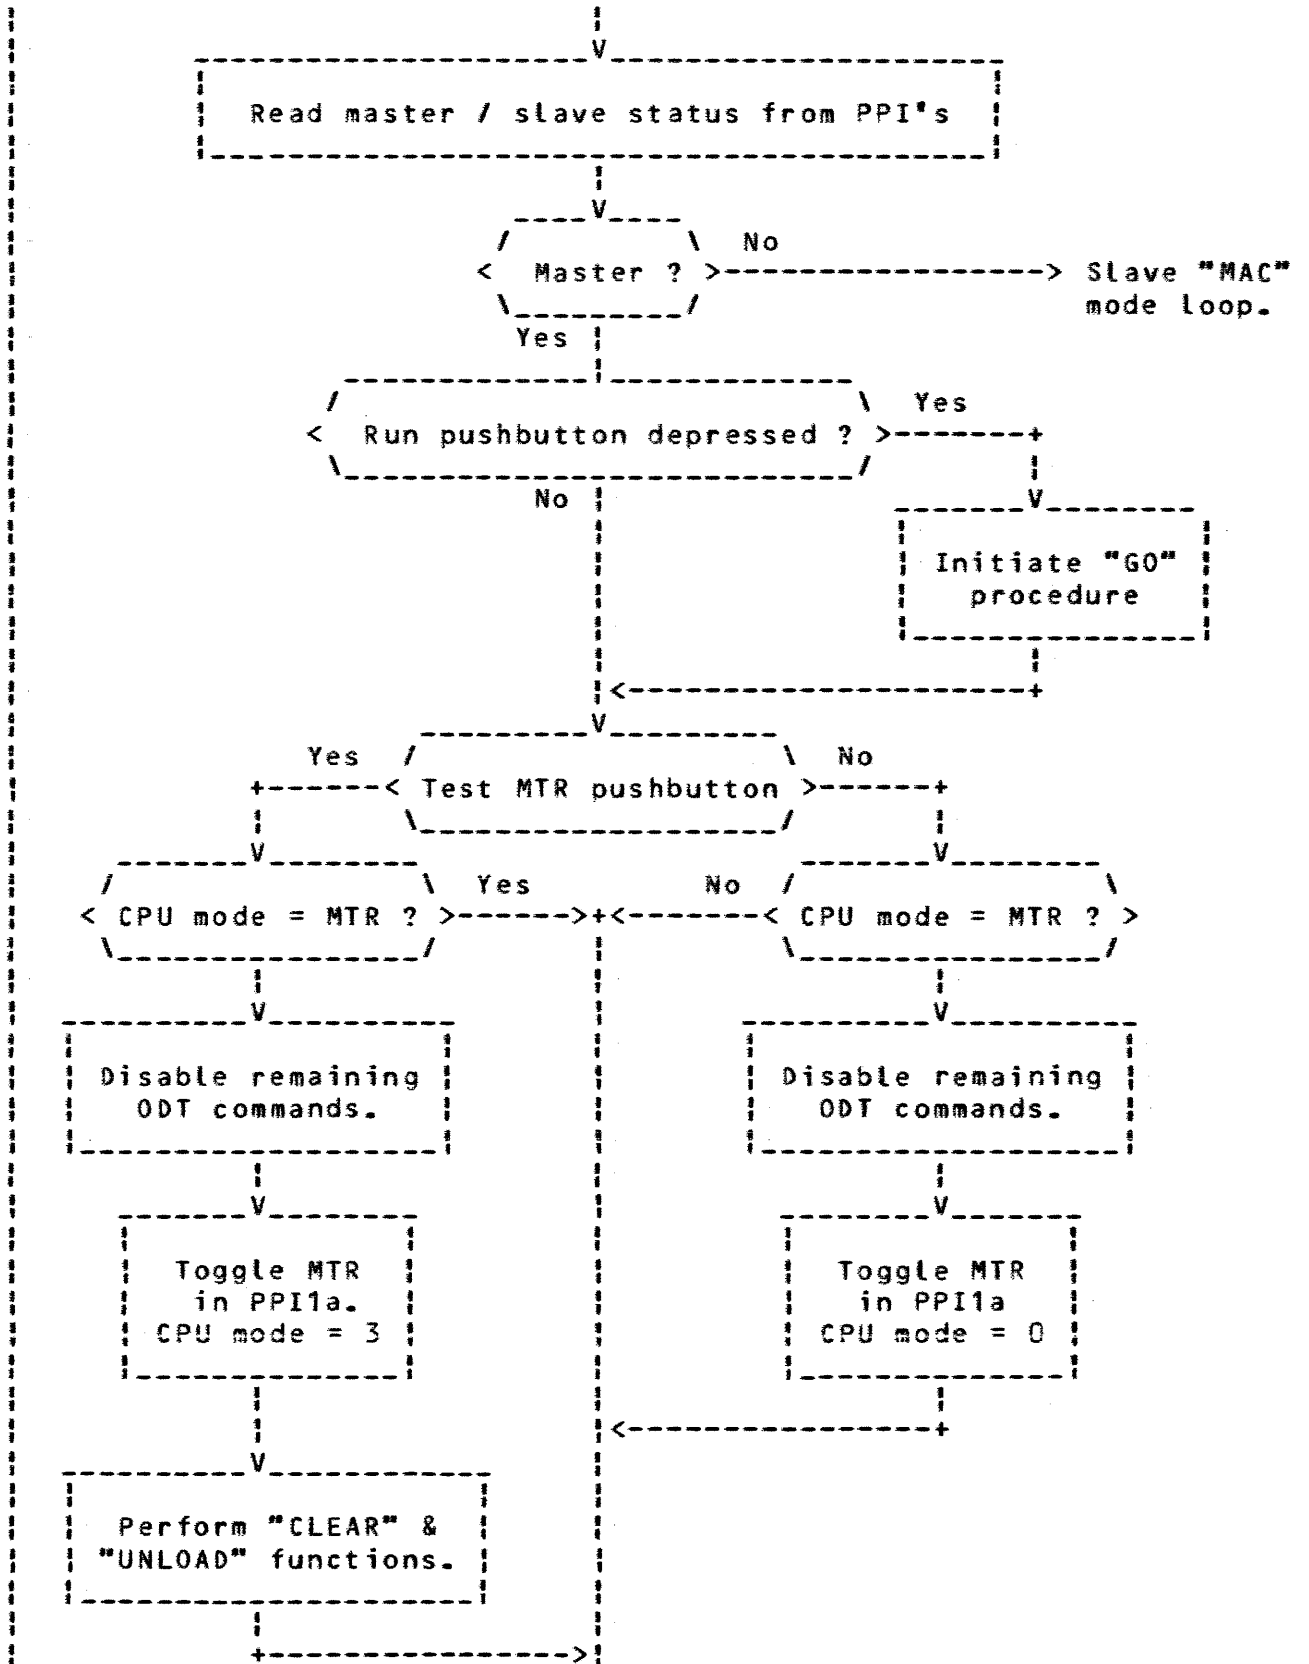 Read master / slave status from PPI's
No
< Master ? > Slave "MAC"
mode loop.
Yes
Yes
< Run pushbutton depressed ? >
No
Initiate "GO"
procedure
Yes No
< Test MTR pushbutton >
Yes No
< CPU mode = MTR ? > < CPU mode = MTR ? >
Disable remaining Disable remaining
ODT commands. ODT commands.
Toggle MTR Toggle MTR
in PPI1a. in PPI1a
CPU mode = 3 CPU mode = 0
Perform "CLEAR" &
"UNLOAD" functions.